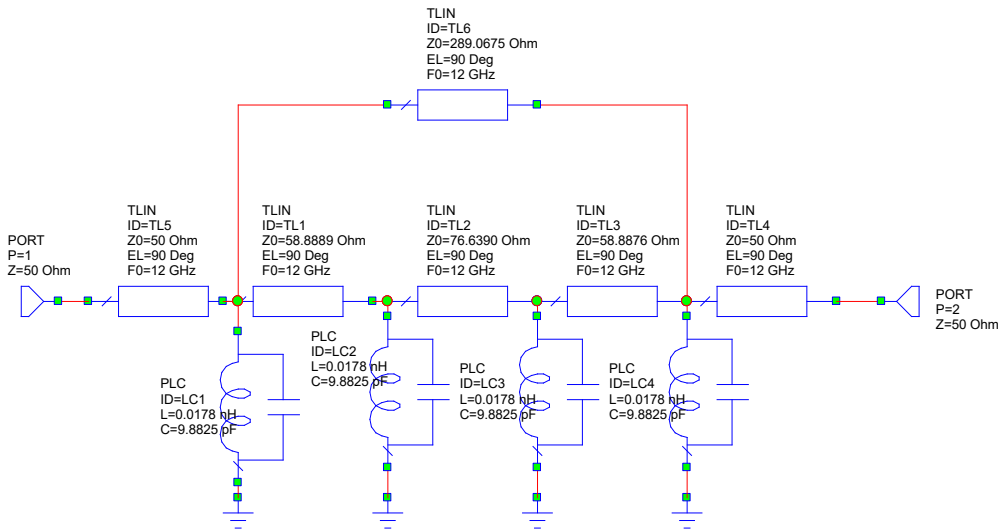 TLIN
ID=TL6
Z0=289.0675 Ohm
EL=90 Deg
F0=12 GHz
PORT
P=1
Z=50 Ohm
TLIN
ID=TL5
Z0=50 Ohm
EL=90 Deg
F0=12 GHz
TLIN
ID=TL1
Z0=58.8889 Ohm
EL=90 Deg
F0=12 GHz
TLIN
ID=TL2
Z0=76.6390 Ohm
EL=90 Deg
F0=12 GHz
TLIN
ID=TL3
Z0=58.8876 Ohm
EL=90 Deg
F0=12 GHz
TLIN
ID=TL4
Z0=50 Ohm
EL=90 Deg
F0=12 GHz
PORT
P=2
Z=50 Ohm
PLC
ID=LC1
L=0.0178 nH
C=9.8825 pF
PLC
ID=LC2
L=0.0178 nH
C=9.8825 pF
PLC
ID=LC3
L=0.0178 nH
C=9.8825 pF
PLC
ID=LC4
L=0.0178 nH
C=9.8825 pF